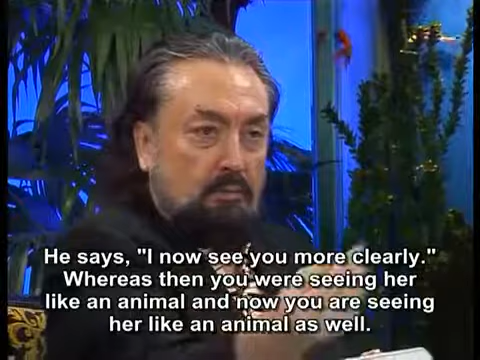 He says, "I now see you more clearly."
Whereas then you were seeing her
like an animal and now you are seeing
her like an animal as well.